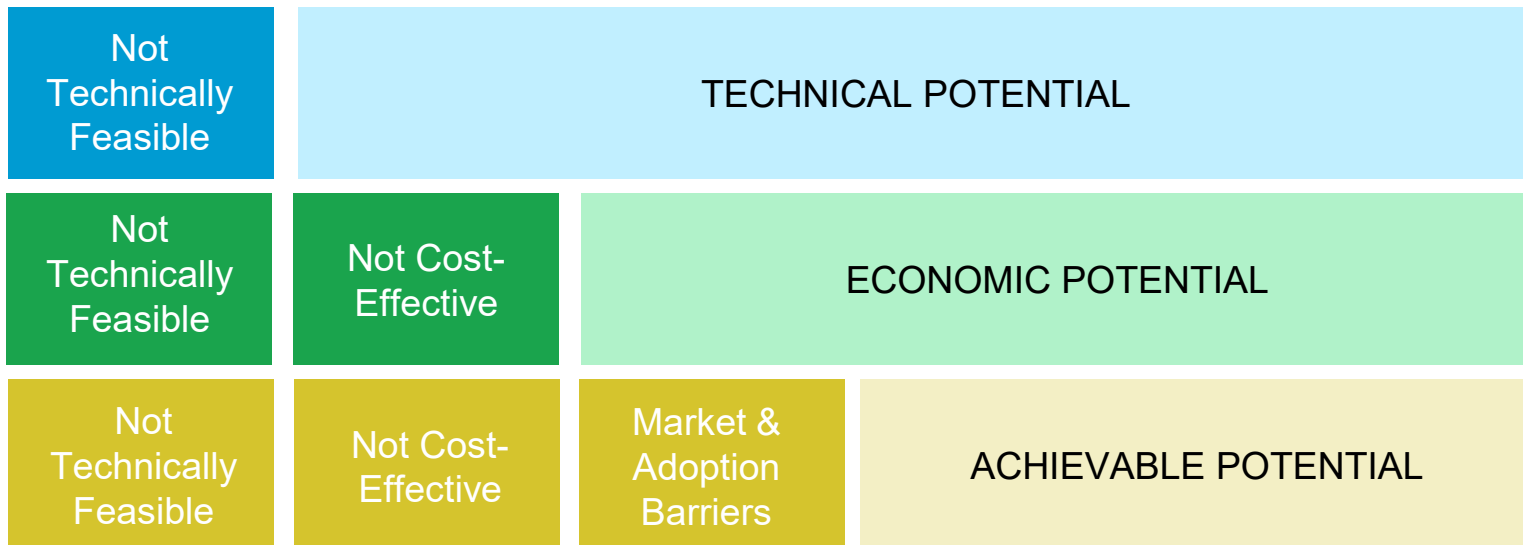 Not
Technically
Feasible
TECHNICAL POTENTIAL
Not
Technically
Feasible
Not Cost-
Effective
ECONOMIC POTENTIAL
Not
Technically
Feasible
Not Cost-
Effective
Market &
Adoption
Barriers
ACHIEVABLE POTENTIAL